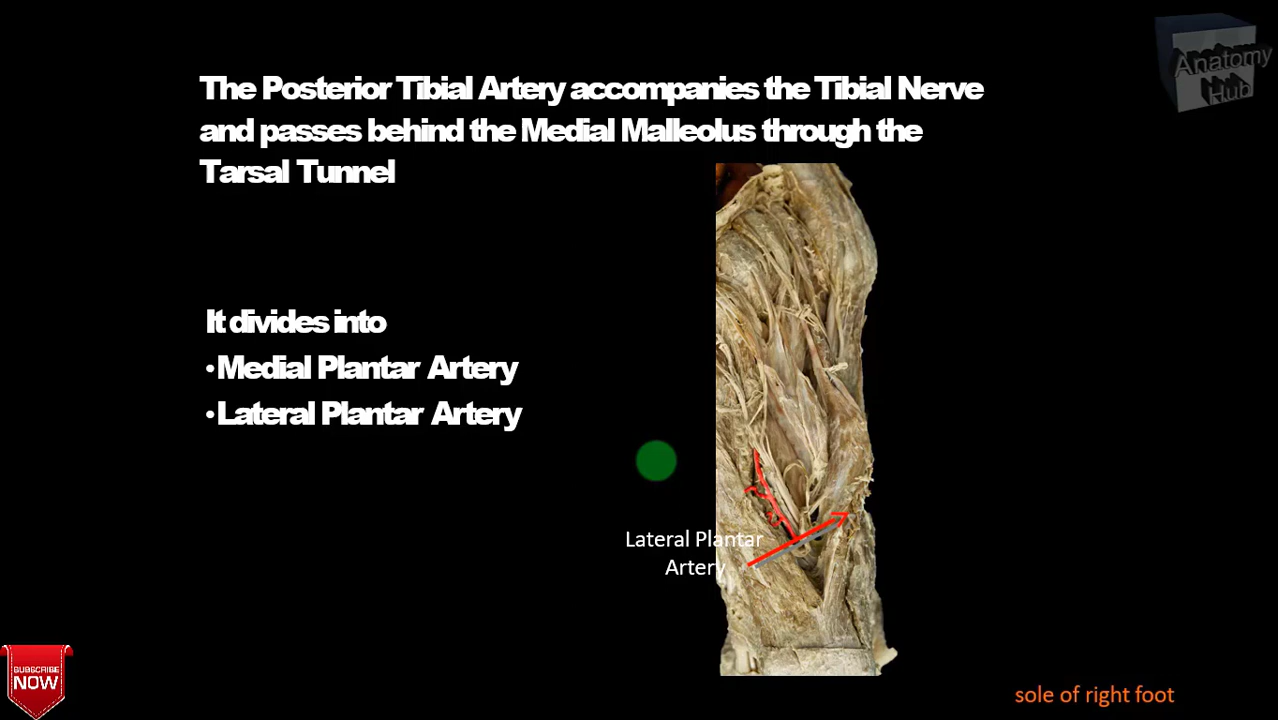 Anatomy
Hub
The Posterior Tibial Artery accompanies the Tibial Nerve
and passes behind the Medial Malleolus through the
Tarsal Tunnel
It divides into
•Medial Plantar Artery
•Lateral Plantar Artery
Lateral Plantar
Artery
SUBSCRIBE
NOW
sole of right foot